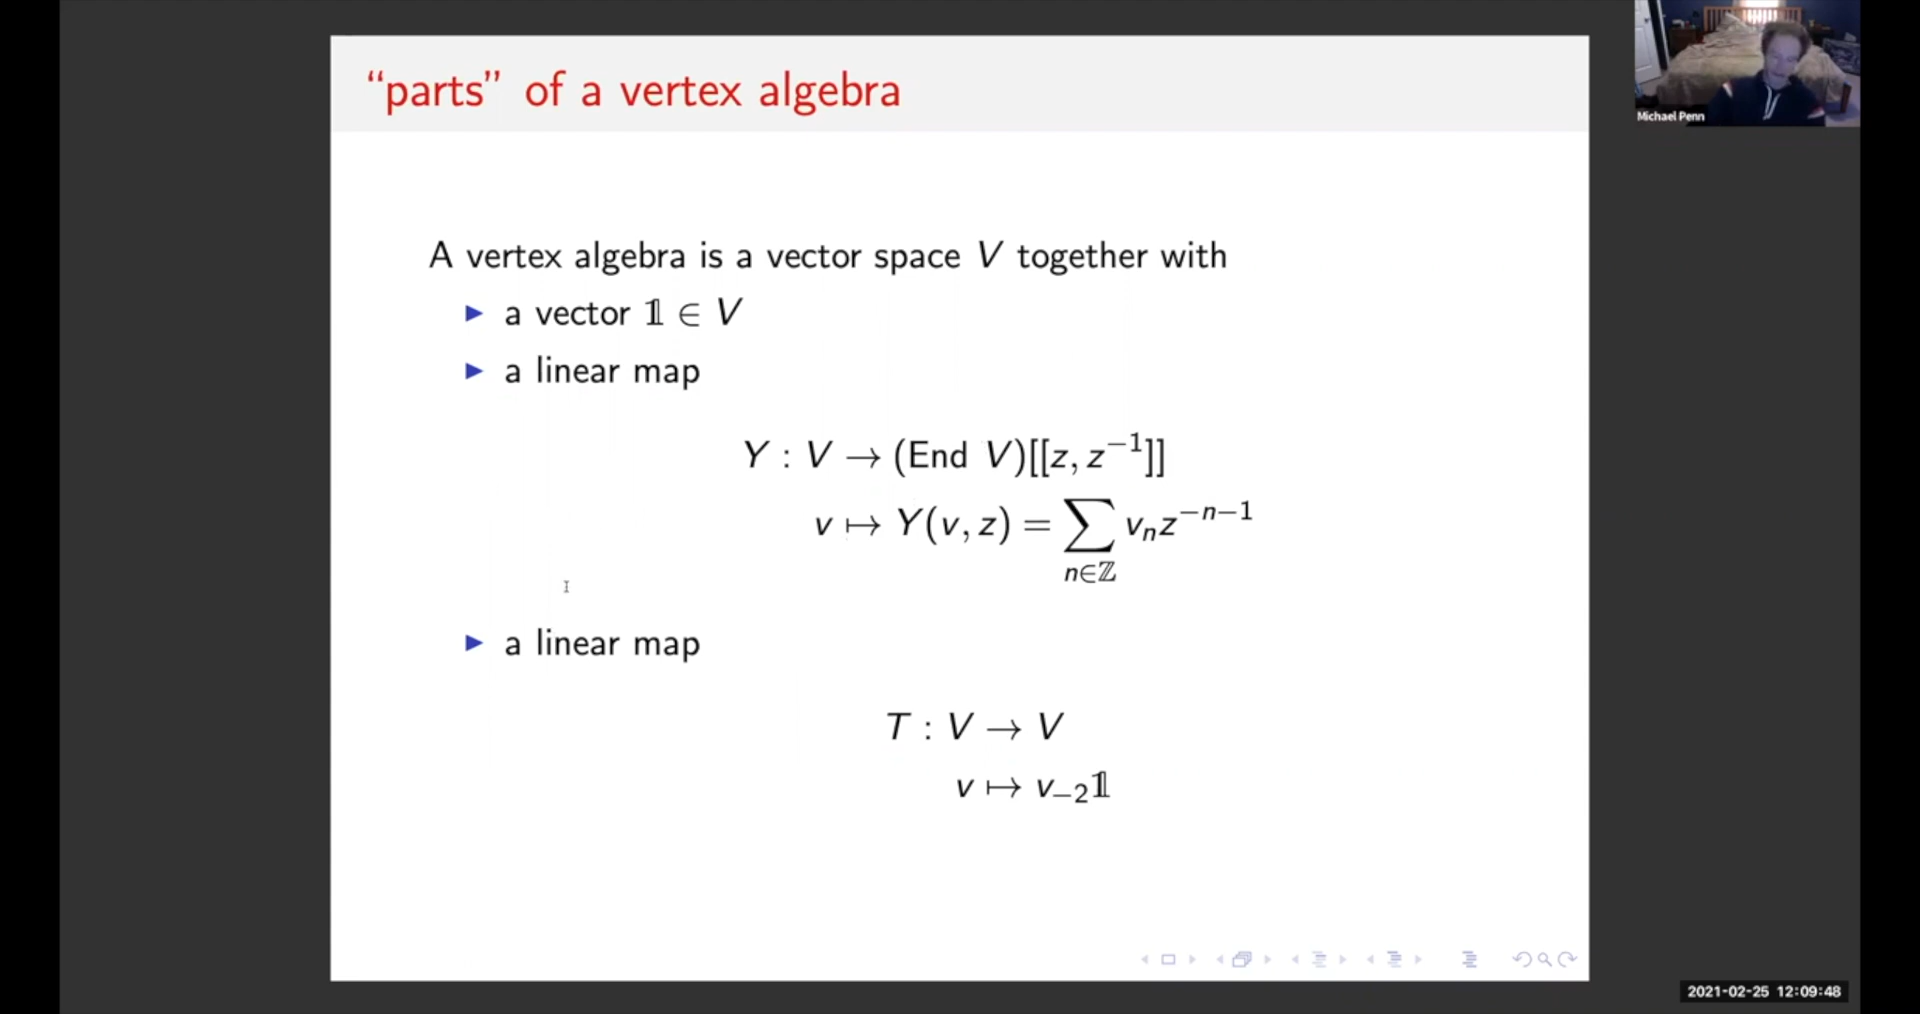 “parts” of a vertex algebra
Michael Penn
A vertex algebra is a vector space V together with
▶ a vector 𝟙 ∈ V
▶ a linear map
Y : V → (End V)[[z, z⁻¹]]
v ↦ Y(v, z) = ∑ vₙz⁻ⁿ⁻¹
n∈ℤ
▶ a linear map
T : V → V
v ↦ v₋₂𝟙
2021-02-25 12:09:48